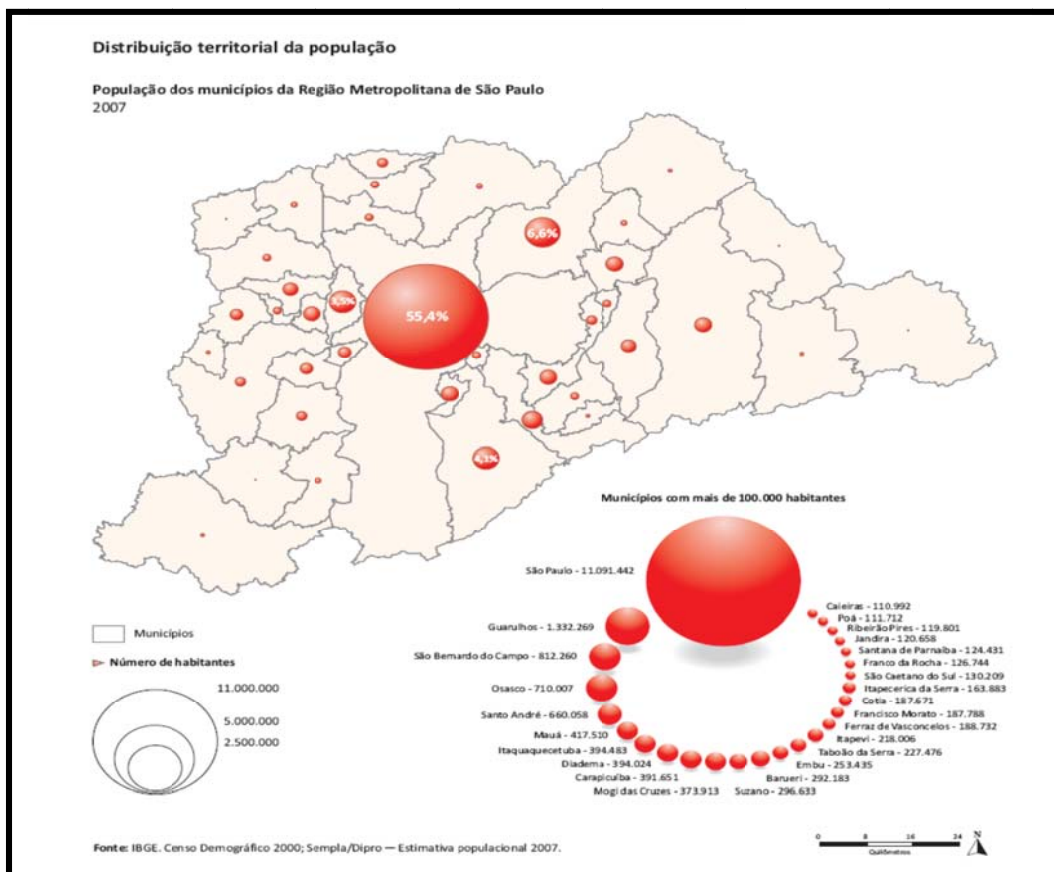 Distribuição territorial da população
População dos municípios da Região Metropolitana de São Paulo
2007
6,6%
3,5%
55,4%
4,1%
Municípios com mais de 100.000 habitantes
São Paulo - 11.091.442
Guarulhos - 1.332.269
São Bernardo do Campo - 812.260
Osasco - 710.007
Santo André - 660.058
Mauá - 417.510
Itaquaquecetuba - 394.483
Diadema - 394.024
Carapicuíba - 391.651
Mogi das Cruzes - 373.913
Suzano - 296.633
Barueri - 292.183
Embu - 253.435
Taboão da Serra - 227.476
Itapevi - 218.006
Ferraz de Vasconcelos - 188.732
Francisco Morato - 187.788
Cotia - 187.671
Itapecerica da Serra - 163.883
São Caetano do Sul - 130.209
Franco da Rocha - 126.744
Santana de Parnaíba - 124.431
Jandira - 120.658
Ribeirão Pires - 119.801
Poá - 111.712
Caieiras - 110.992
Municípios
Número de habitantes
11.000.000
5.000.000
2.500.000
Fonte: IBGE. Censo Demográfico 2000; Sempla/Dipro — Estimativa populacional 2007.
0 8 16 24
Quilômetros
N